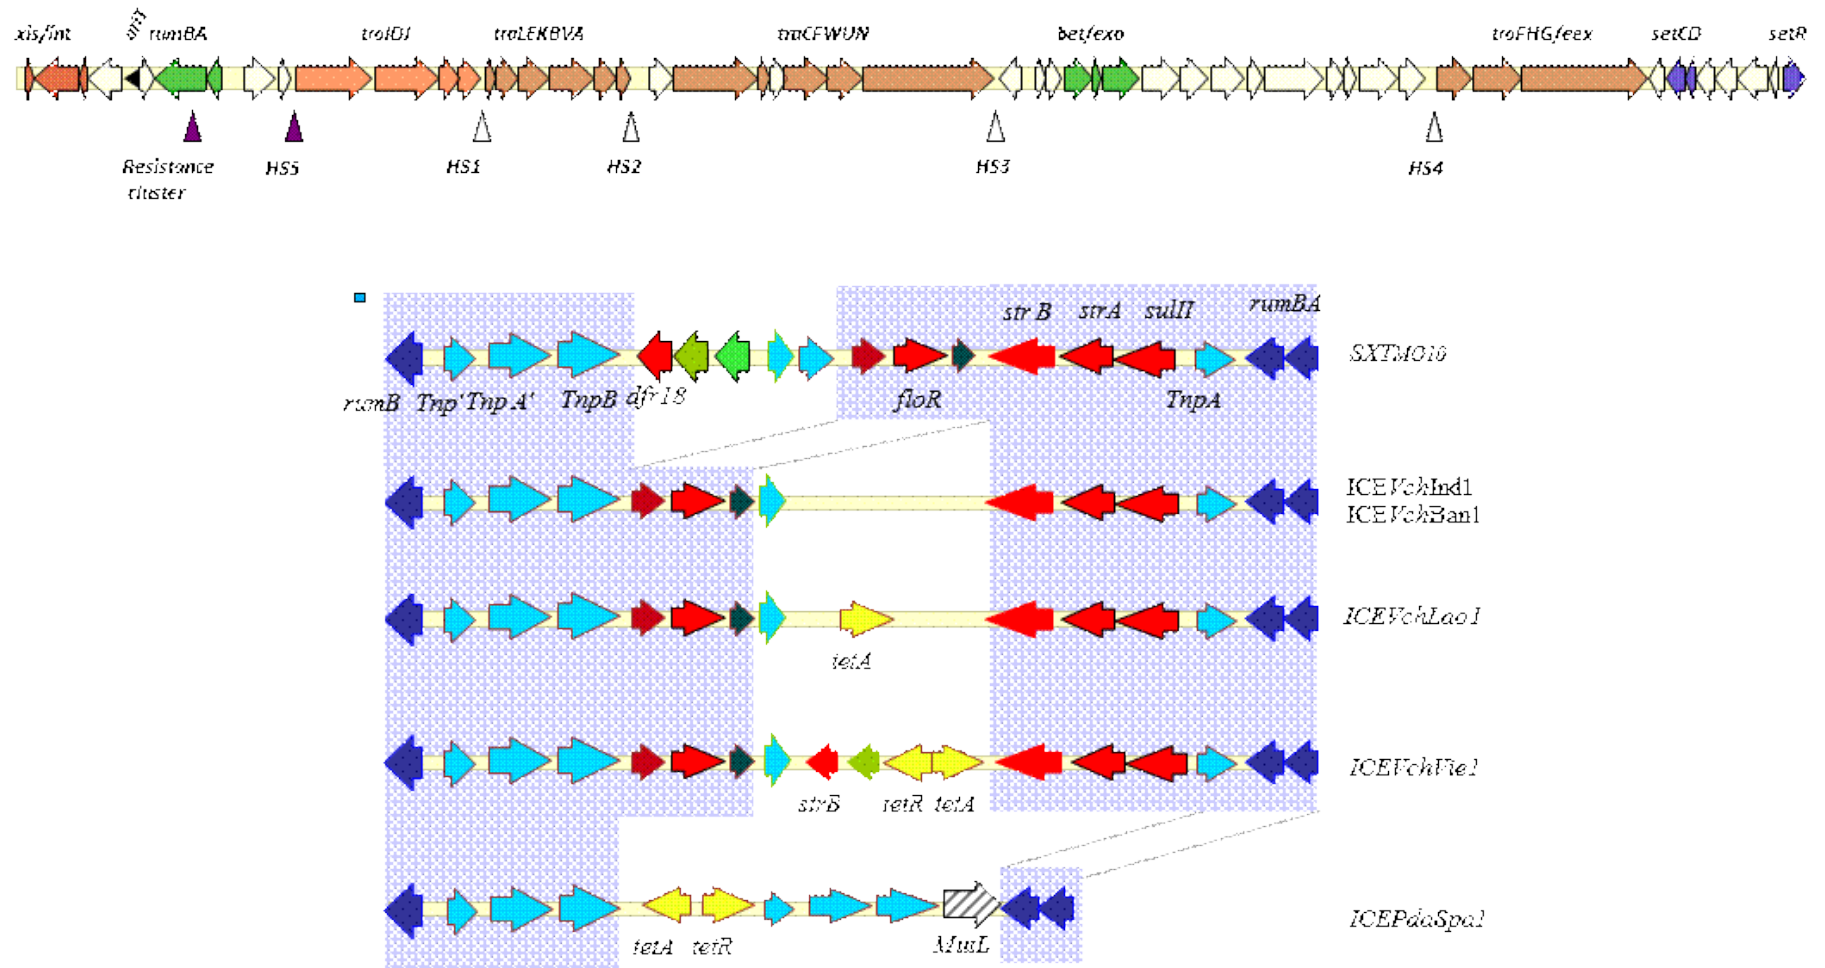 xis/int rumBA traIDJ traLEKBVA traCFWUN bet/exo traFHG/eex setCD setR
Resistance HS5 HS1 HS2 HS3 HS4
cluster
strB strA sulII rumBA
SXTMO10
rumB Tnp' TnpA' TnpB dfr18 floR TnpA
ICEVchInd1
ICEVchBan1
ICEVchLao1
tetA
ICEVchVie1
strB tetR tetA
ICEPdaSpa1
tetA tetR MutL